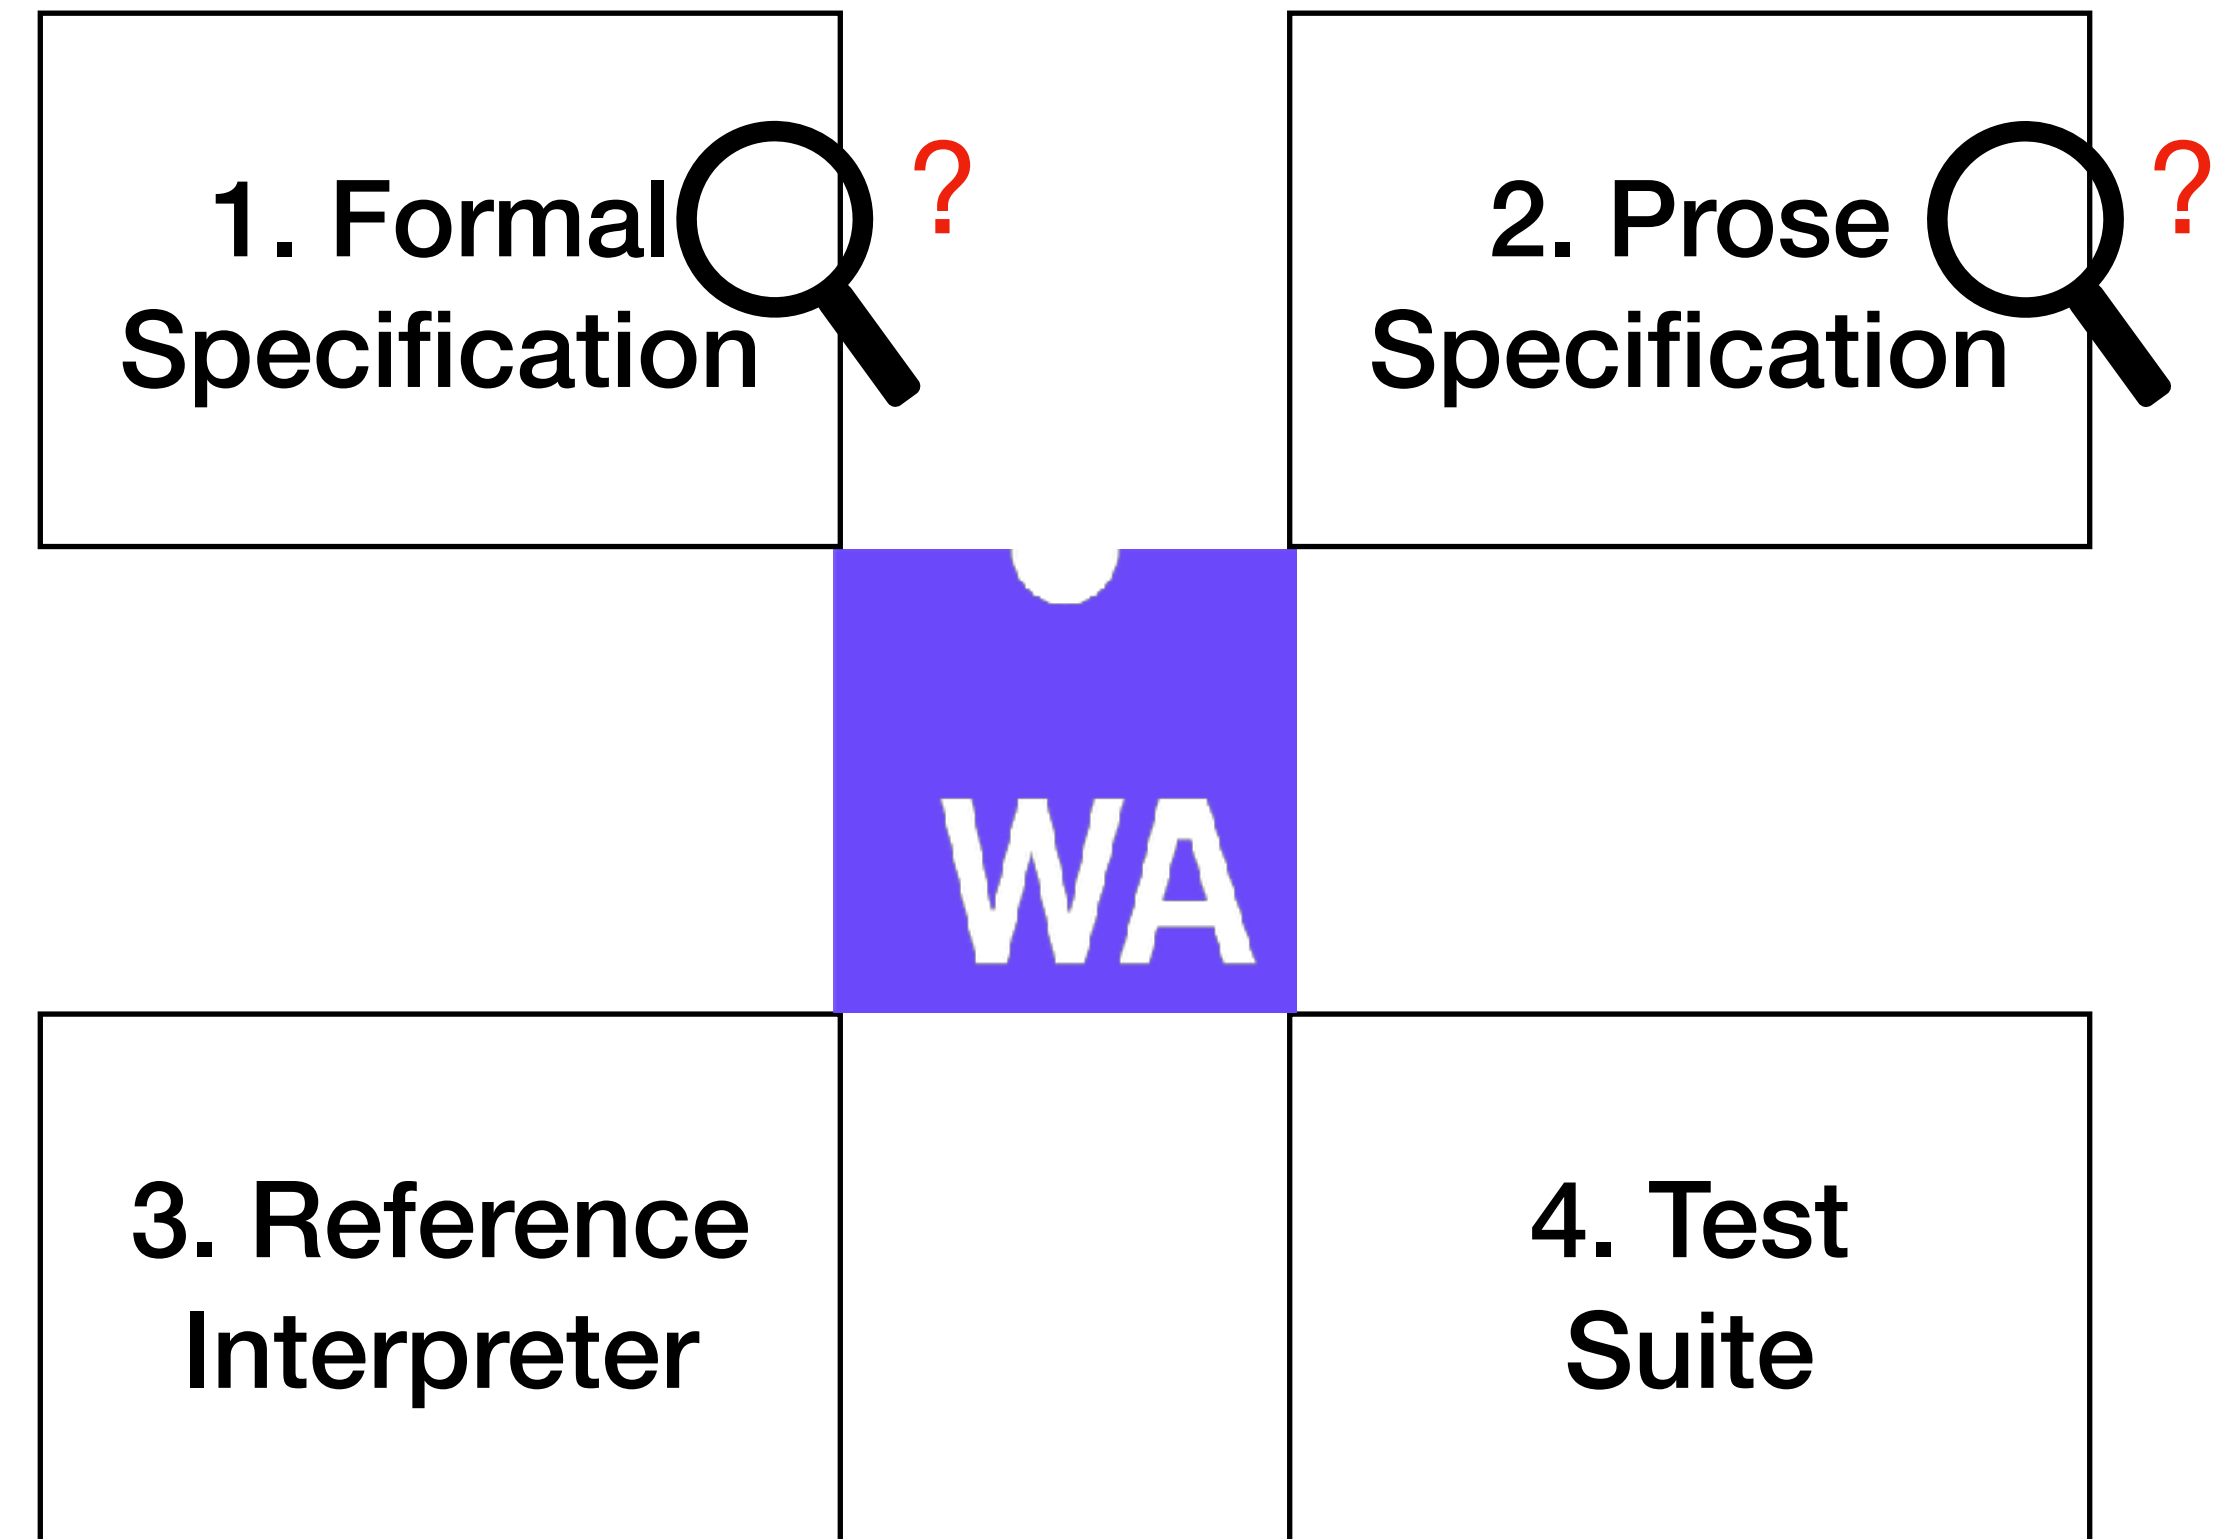 1. Formal
Specification
?
2. Prose
Specification
?
WA
3. Reference
Interpreter
4. Test
Suite